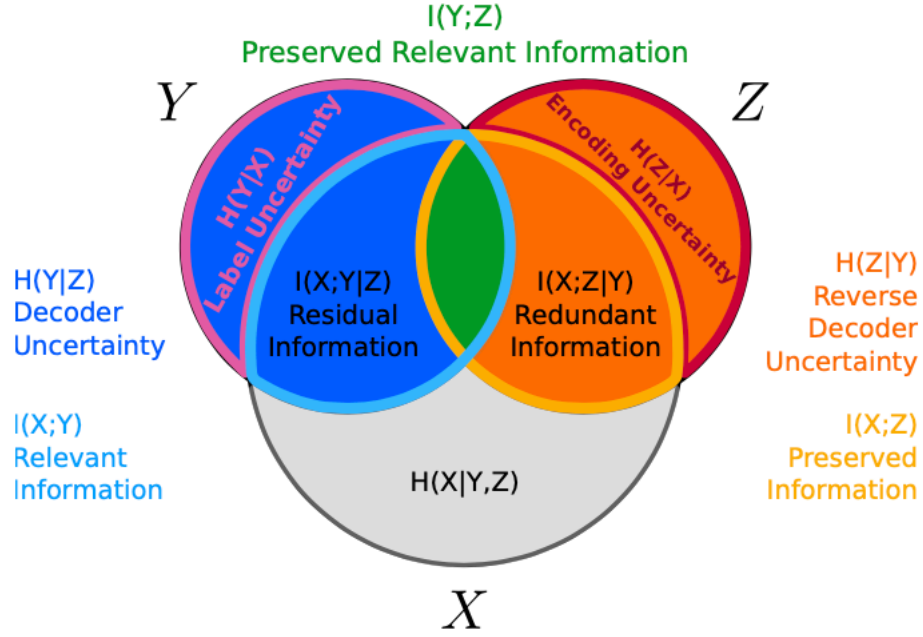 I(Y;Z)
Preserved Relevant Information
Y
Z
H(Y|X)
Label Uncertainty
H(Z|X)
Encoding Uncertainty
H(Y|Z)
Decoder
Uncertainty
I(X;Y|Z)
Residual
Information
I(X;Z|Y)
Redundant
Information
H(Z|Y)
Reverse
Decoder
Uncertainty
I(X;Y)
Relevant
Information
I(X;Z)
Preserved
Information
H(X|Y,Z)
X